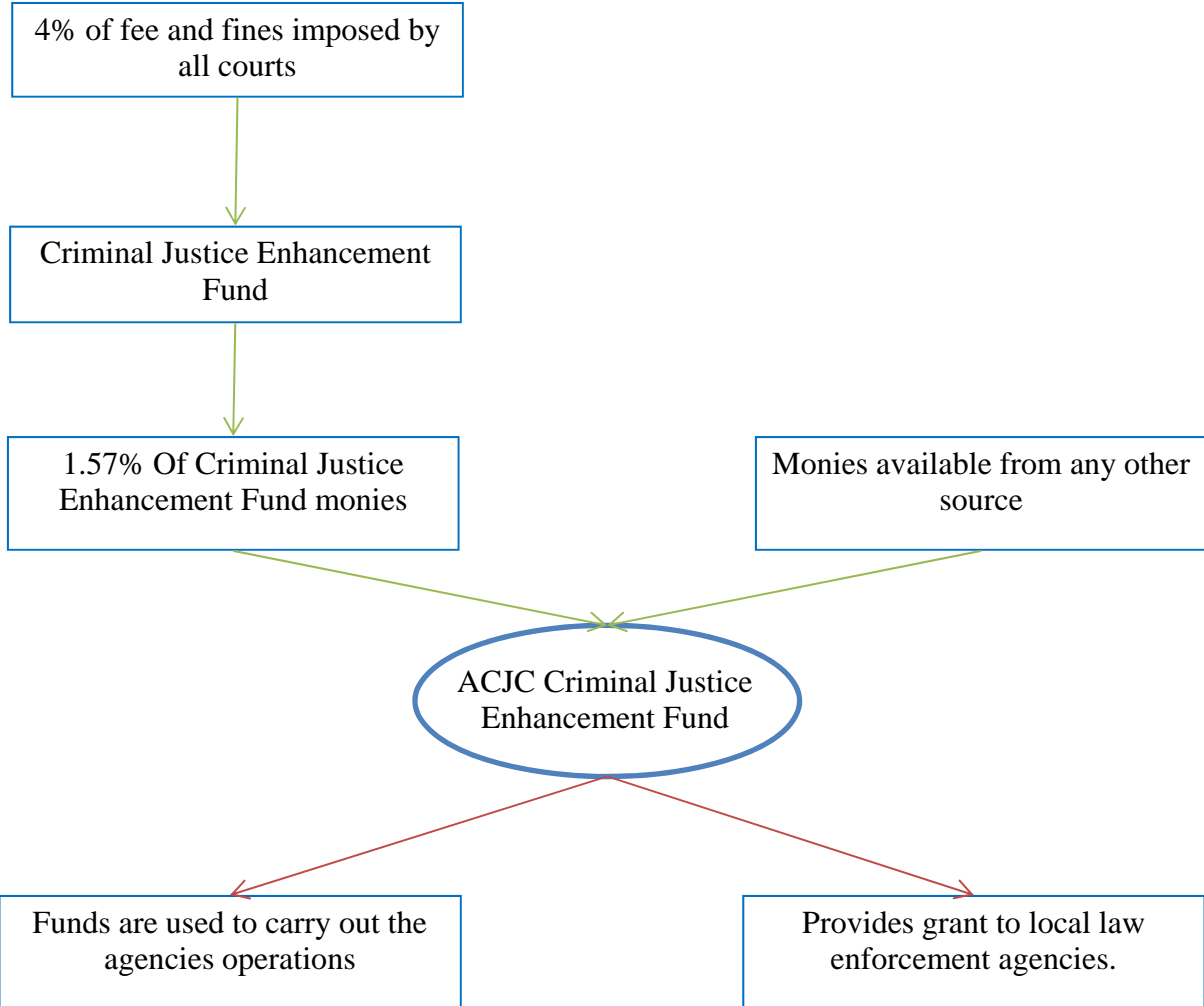 4% of fee and fines imposed by
all courts
Criminal Justice Enhancement
Fund
1.57% Of Criminal Justice
Enhancement Fund monies
Monies available from any other
source
ACJC Criminal Justice
Enhancement Fund
Funds are used to carry out the
agencies operations
Provides grant to local law
enforcement agencies.